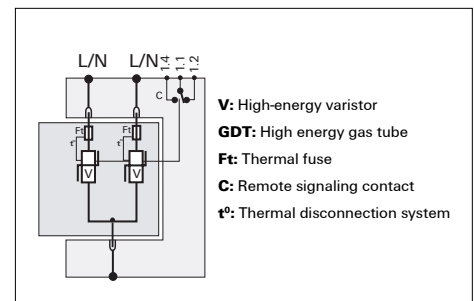 L/N L/N 1.4 1.1 1.2
C
Ft Ft
t° t°
V V
V: High-energy varistor
GDT: High energy gas tube
Ft: Thermal fuse
C: Remote signaling contact
t⁰: Thermal disconnection system